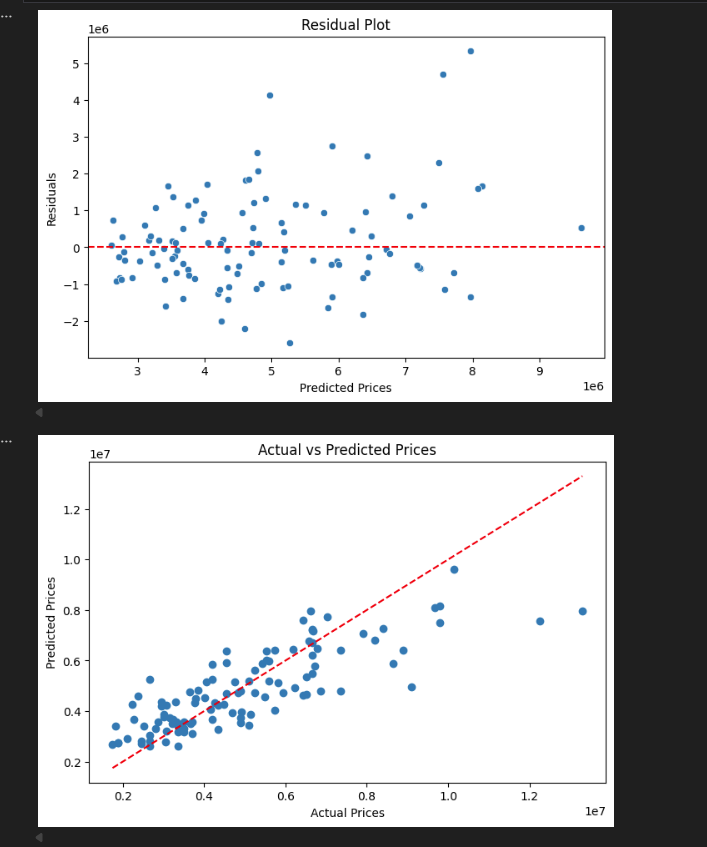 ...
Residual Plot
1e6
5
4
3
2
1
0
−1
−2
Residuals
3 4 5 6 7 8 9
1e6
Predicted Prices
...
Actual vs Predicted Prices
1e7
1.2
1.0
0.8
0.6
0.4
0.2
Predicted Prices
0.2 0.4 0.6 0.8 1.0 1.2
1e7
Actual Prices